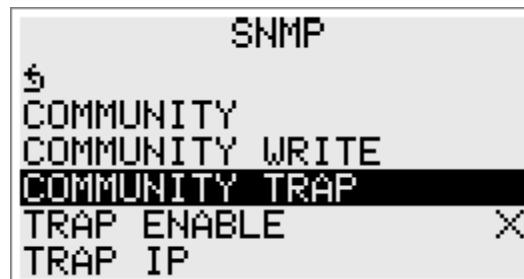 SNMP
COMMUNITY
COMMUNITY WRITE
COMMUNITY TRAP
TRAP ENABLE X
TRAP IP